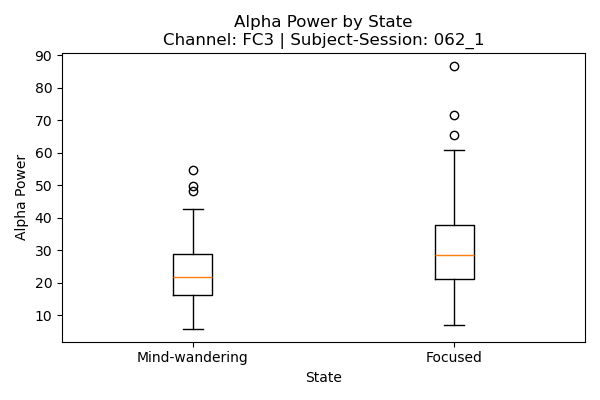 Alpha Power by State
Channel: FC3 | Subject-Session: 062_1
90
80
70
60
50
40
30
20
10
Alpha Power
Mind-wandering
Focused
State